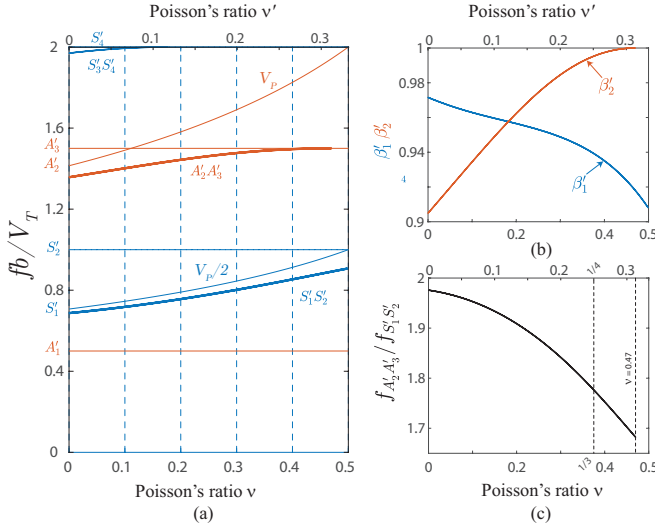 Poisson's ratio ν′
0 0.1 0.2 0.3
fb/V_T
2
1.6
1.2
0.8
0.4
0
S′₄
S′₃S′₄
V_P
A′₃
A′₂
A′₂A′₃
S′₂
V_P/2
S′₁
S′₁S′₂
A′₁
0 0.1 0.2 0.3 0.4 0.5
Poisson's ratio ν
(a)
(c)
Poisson's ratio ν′
0 0.1 0.2 0.3
β′₁ β′₂
4
1
0.98
0.94
0.9
β′₂
β′₁
0 0.2 0.4
(b)
0 0.1 0.2 1/4 0.3
f_A′₂A′₃ / f_S′₁S′₂
2
1.9
1.8
1.7
ν = 0.47
0 0.2 1/3 0.4
Poisson's ratio ν
(c)